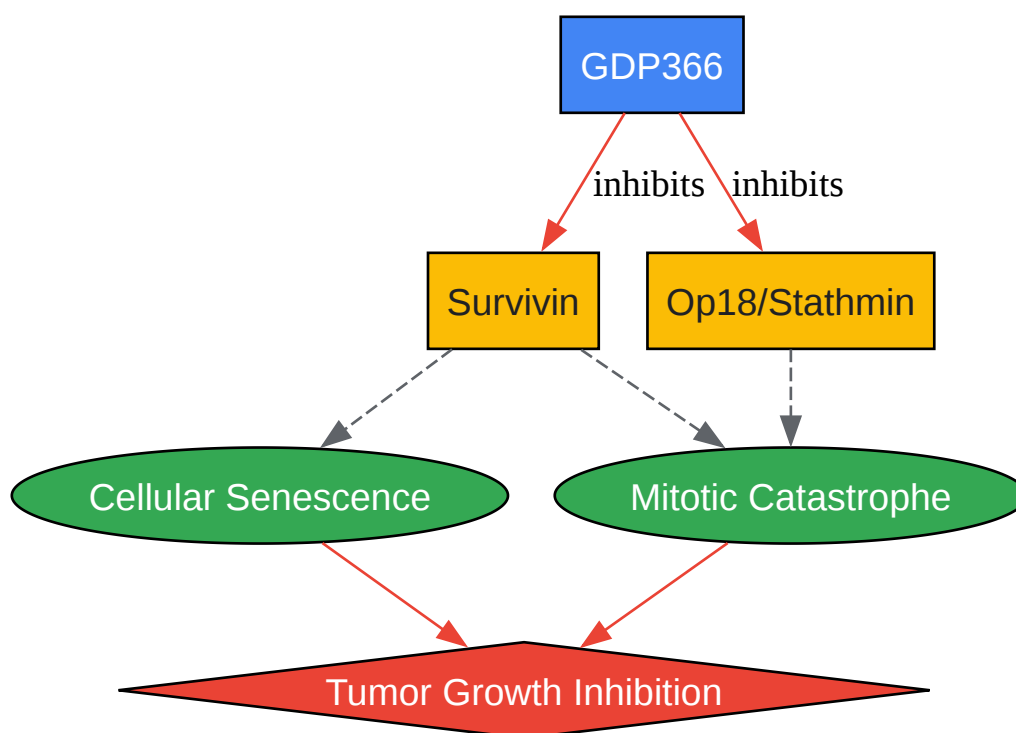 GDP366
inhibits inhibits
Survivin
Op18/Stathmin
Cellular Senescence
Mitotic Catastrophe
Tumor Growth Inhibition